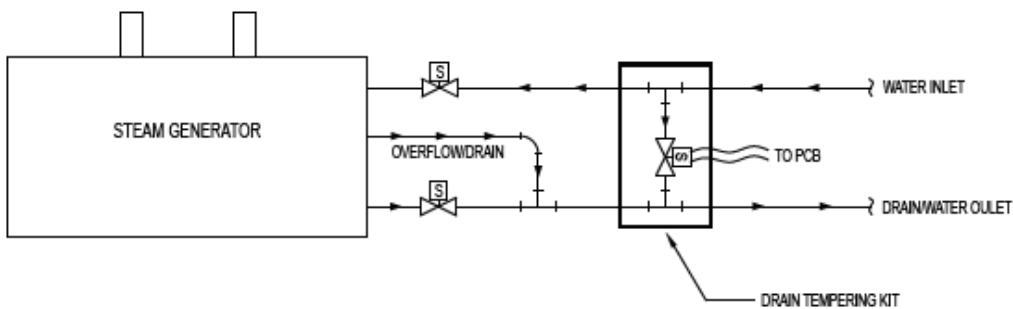 S
WATER INLET
STEAM GENERATOR
OVERFLOW/DRAIN
S
TO PCB
S
DRAIN/WATER OULET
DRAIN TEMPERING KIT